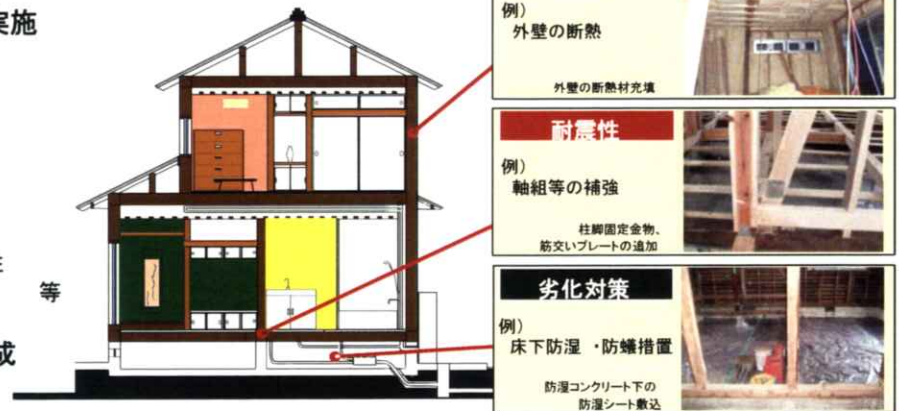 実施
等
成
例)
外壁の断熱
外壁の断熱材充填
耐震性
例)
軸組等の補強
柱脚固定金物、
筋交いプレートの追加
劣化対策
例)
床下防湿・防蟻措置
防湿コンクリート下の
防湿シート敷込